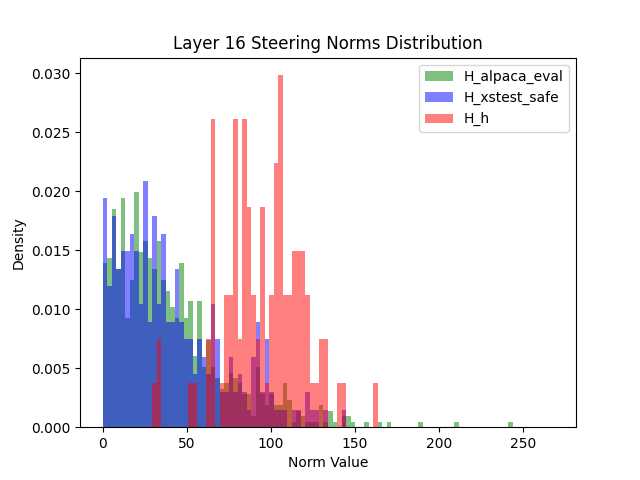 Layer 16 Steering Norms Distribution
H_alpaca_eval
H_xstest_safe
H_h
0.030
0.025
0.020
0.015
0.010
0.005
0.000
Density
0
50
100
150
200
250
Norm Value